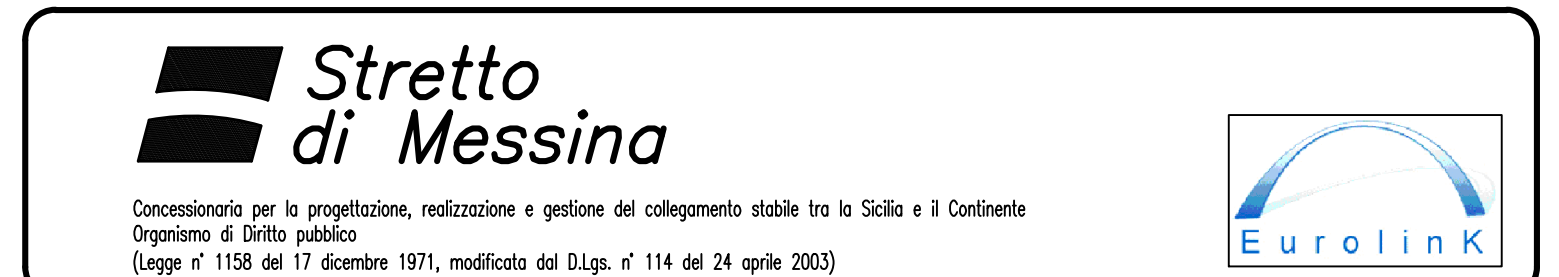 Stretto
di Messina
Concessionaria per la progettazione, realizzazione e gestione del collegamento stabile tra la Sicilia e il Continente
Organismo di Diritto pubblico
(Legge n° 1158 del 17 dicembre 1971, modificata dal D.Lgs. n° 114 del 24 aprile 2003)
EurolinK